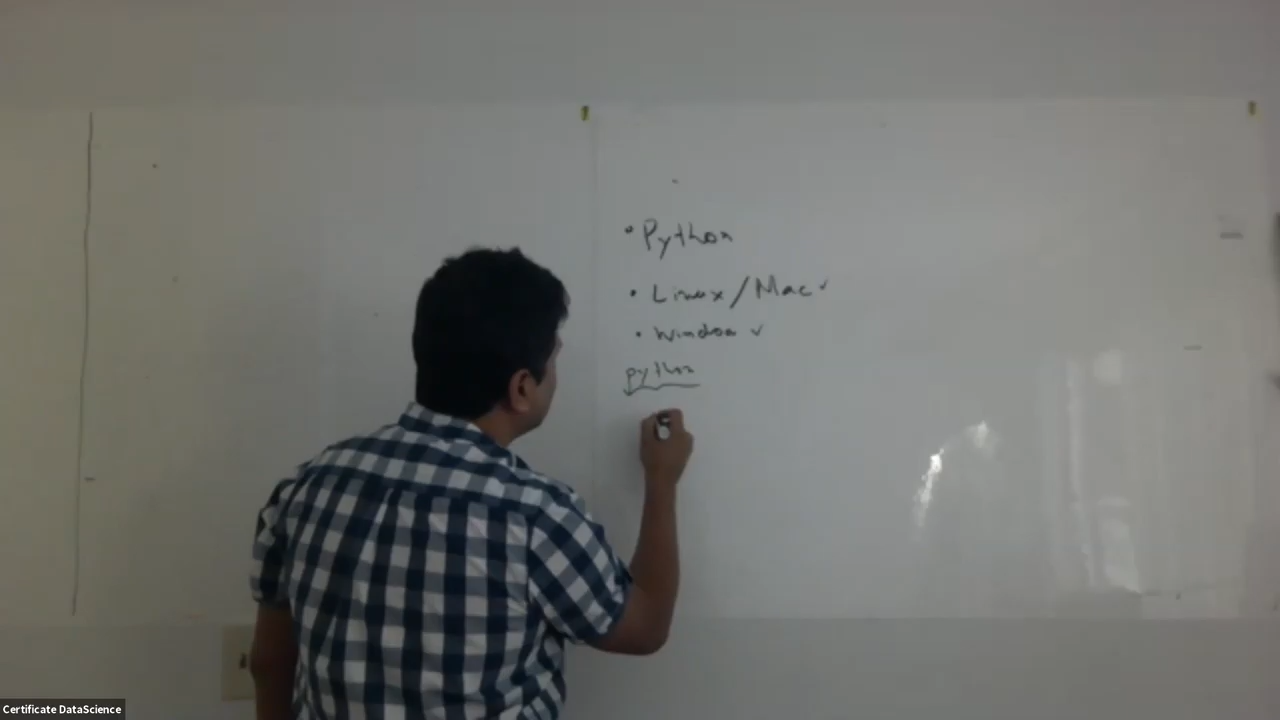 • Python
• Linux/Mac ✓
• Window ✓
python
Certificate DataScience